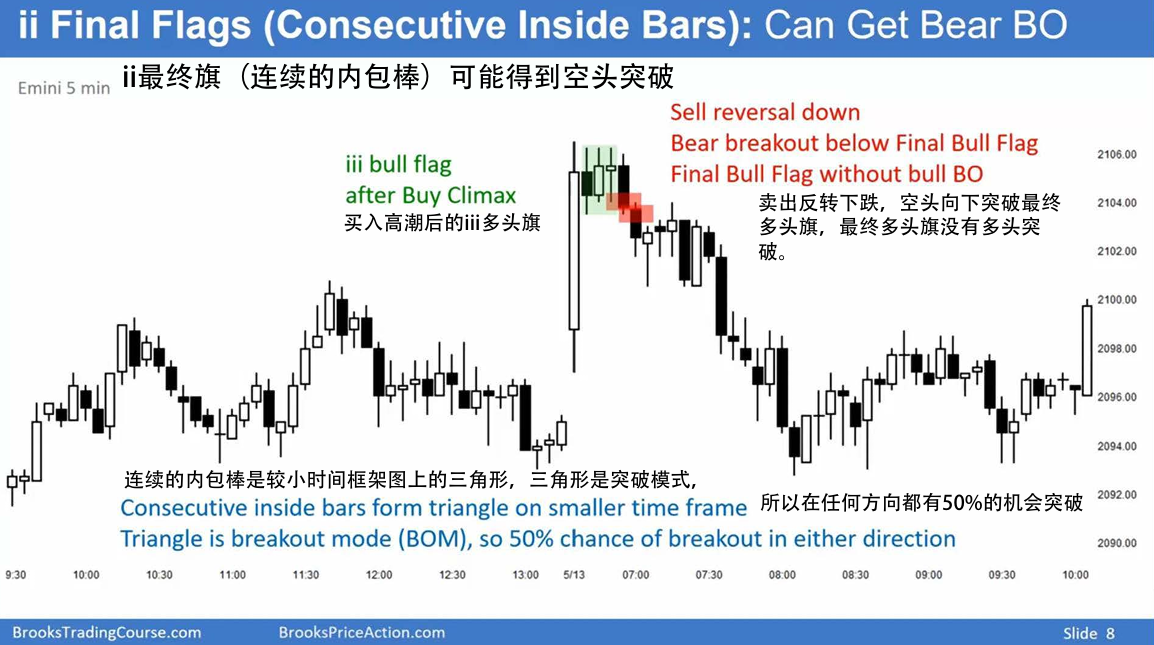 ii Final Flags (Consecutive Inside Bars): Can Get Bear BO
Emini 5 min
ii最终旗（连续的内包棒）可能得到空头突破
Sell reversal down
Bear breakout below Final Bull Flag
Final Bull Flag without bull BO
iii bull flag
after Buy Climax
买入高潮后的iii多头旗
卖出反转下跌，空头向下突破最终
多头旗，最终多头旗没有多头突
破。
2106.00
2104.00
2102.00
2100.00
2098.00
2096.00
2094.00
2092.00
2090.00
连续的内包棒是较小时间框架图上的三角形，三角形是突破模式，
所以在任何方向都有50%的机会突破
Consecutive inside bars form triangle on smaller time frame
Triangle is breakout mode (BOM), so 50% chance of breakout in either direction
9:30 10:00 10:30 11:00 11:30 12:00 12:30 13:00 5/13 07:00 07:30 08:00 08:30 09:00 09:30 10:00
BrooksTradingCourse.com BrooksPriceAction.com Slide 8